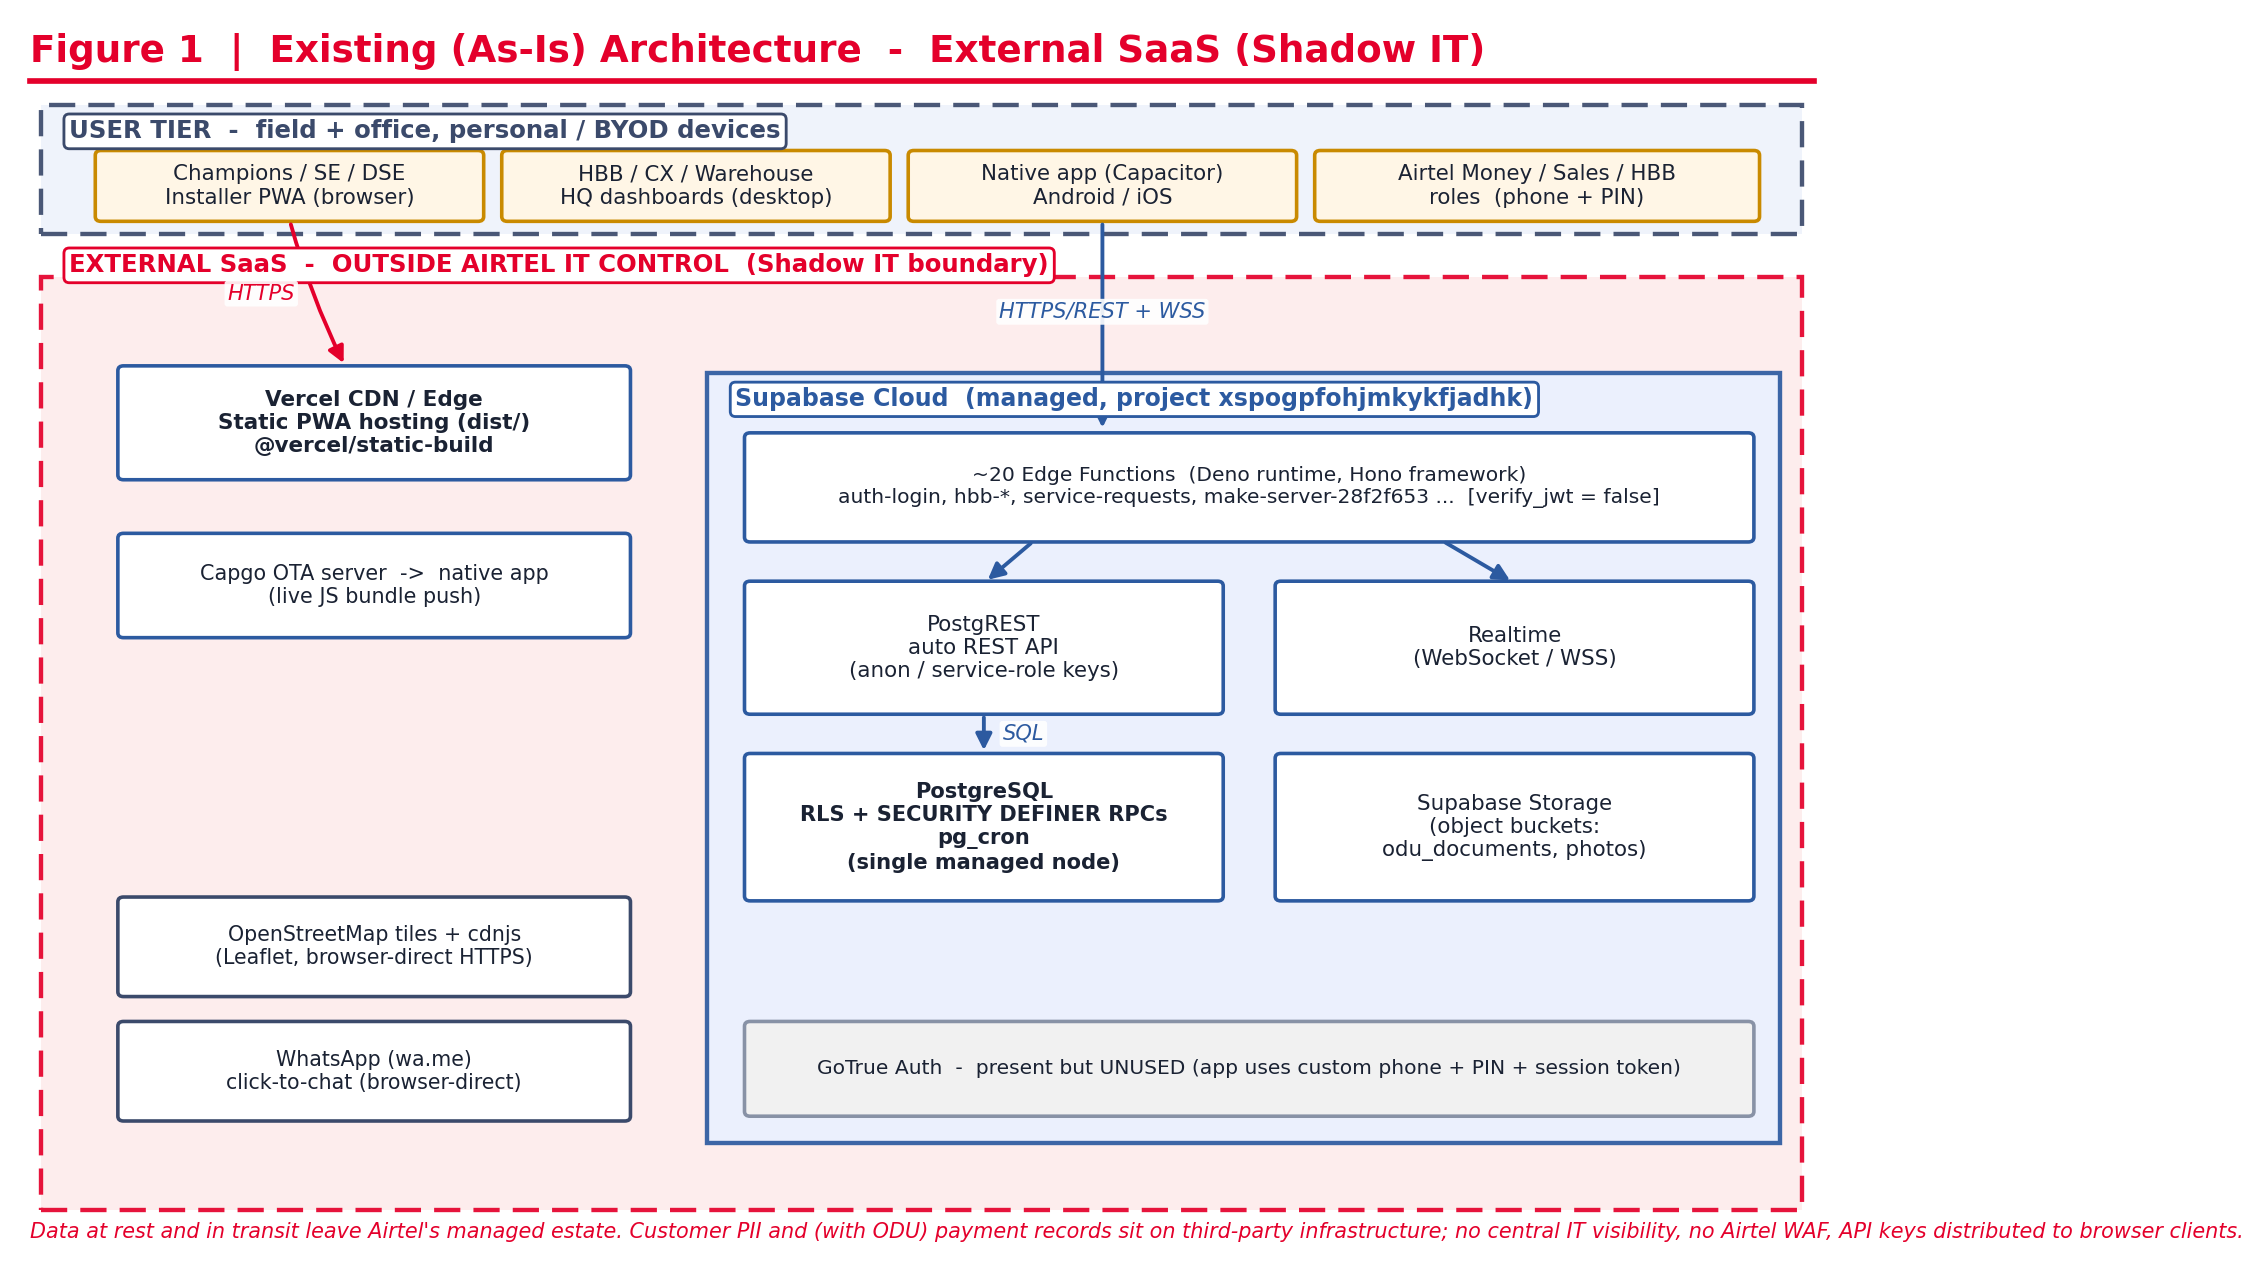 Figure 1 | Existing (As-Is) Architecture - External SaaS (Shadow IT)
USER TIER - field + office, personal / BYOD devices
Champions / SE / DSE
Installer PWA (browser)
HBB / CX / Warehouse
HQ dashboards (desktop)
Native app (Capacitor)
Android / iOS
Airtel Money / Sales / HBB
roles (phone + PIN)
EXTERNAL SaaS - OUTSIDE AIRTEL IT CONTROL (Shadow IT boundary)
HTTPS
HTTPS/REST + WSS
Vercel CDN / Edge
Static PWA hosting (dist/)
@vercel/static-build
Capgo OTA server -> native app
(live JS bundle push)
OpenStreetMap tiles + cdnjs
(Leaflet, browser-direct HTTPS)
WhatsApp (wa.me)
click-to-chat (browser-direct)
Supabase Cloud (managed, project xspogpfohjmkykfjadhk)
~20 Edge Functions (Deno runtime, Hono framework)
auth-login, hbb-*, service-requests, make-server-28f2f653 ... [verify_jwt = false]
PostgREST
auto REST API
(anon / service-role keys)
Realtime
(WebSocket / WSS)
SQL
PostgreSQL
RLS + SECURITY DEFINER RPCs
pg_cron
(single managed node)
Supabase Storage
(object buckets:
odu_documents, photos)
GoTrue Auth - present but UNUSED (app uses custom phone + PIN + session token)
Data at rest and in transit leave Airtel's managed estate. Customer PII and (with ODU) payment records sit on third-party infrastructure; no central IT visibility, no Airtel WAF, API keys distributed to browser clients.